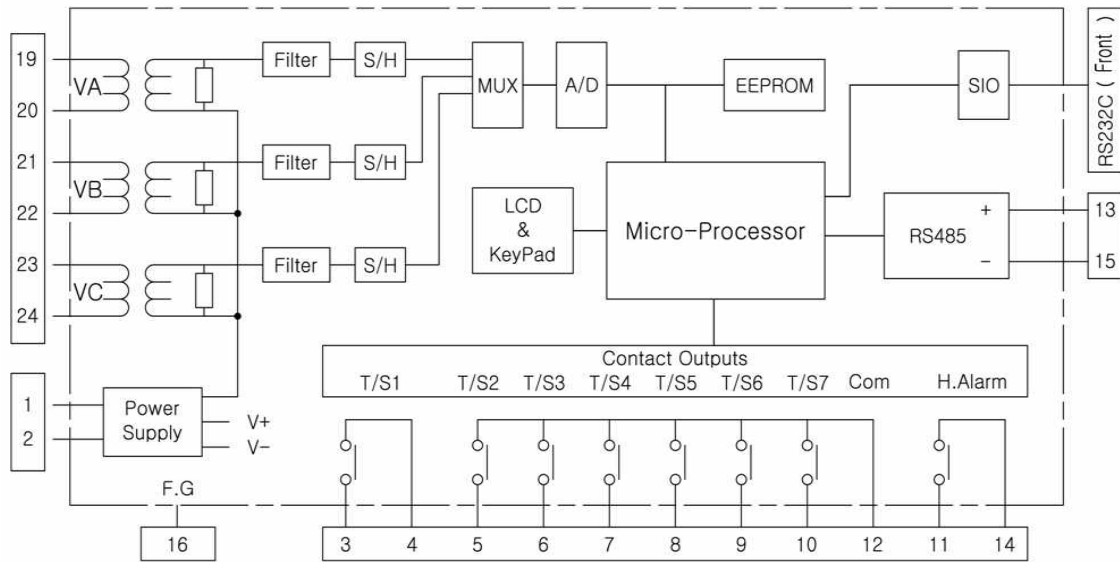 19
20
21
22
23
24
1
2
VA
VB
VC
Filter
S/H
Filter
S/H
Filter
S/H
MUX
A/D
EEPROM
SIO
RS232C ( Front )
LCD
&
KeyPad
Micro-Processor
RS485
+
-
13
15
Power
Supply
V+
V-
F.G
16
Contact Outputs
T/S1 T/S2 T/S3 T/S4 T/S5 T/S6 T/S7 Com H.Alarm
3 4 5 6 7 8 9 10 12 11 14